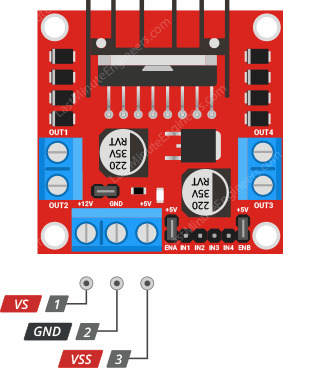 LastMinuteEngineers.com
OUT1
OUT4
220
35V
RVT
220
35V
RVT
OUT2
+12V
GND
+5V
OUT3
+5V
+5V
ENA IN1 IN2 IN3 IN4 ENB
VS 1
GND 2
VSS 3